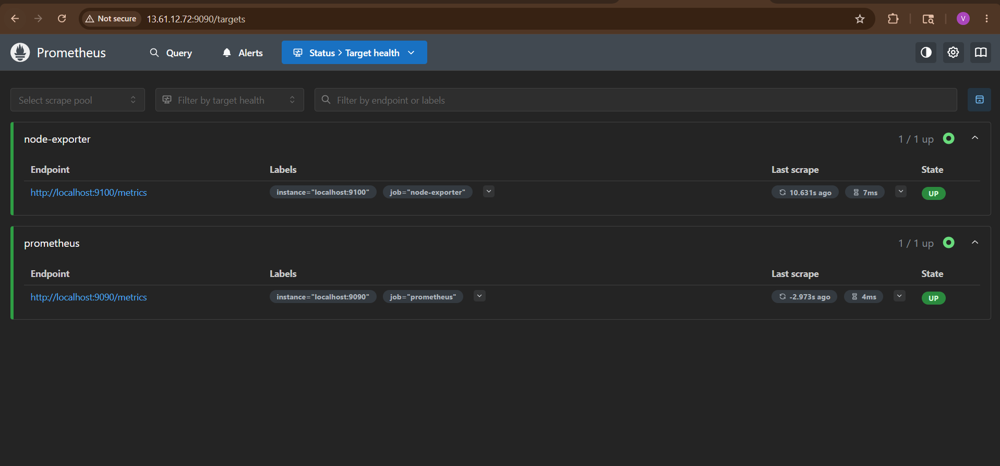 Not secure 13.61.12.72:9090/targets V
Prometheus Query Alerts Status > Target health
Select scrape pool Filter by target health Filter by endpoint or labels
node-exporter 1 / 1 up
Endpoint Labels Last scrape State
http://localhost:9100/metrics instance="localhost:9100" job="node-exporter" 10.631s ago 7ms UP
prometheus 1 / 1 up
Endpoint Labels Last scrape State
http://localhost:9090/metrics instance="localhost:9090" job="prometheus" -2.973s ago 4ms UP